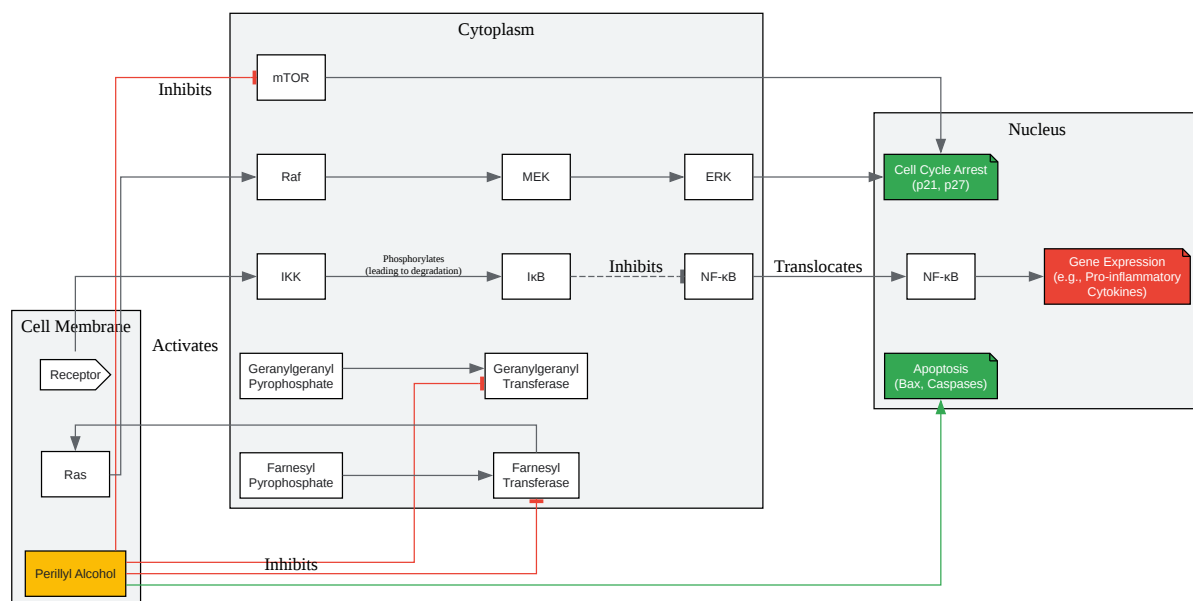 Cytoplasm
mTOR
Inhibits
Nucleus
Cell Cycle Arrest
(p21, p27)
Raf
MEK
ERK
Phosphorylates
(leading to degradation)
IKK
IκB
Inhibits
NF-κB
Translocates
NF-κB
Gene Expression
(e.g., Pro-inflammatory
Cytokines)
Cell Membrane
Activates
Receptor
Geranylgeranyl
Pyrophosphate
Geranylgeranyl
Transferase
Apoptosis
(Bax, Caspases)
Ras
Farnesyl
Pyrophosphate
Farnesyl
Transferase
Inhibits
Perillyl Alcohol